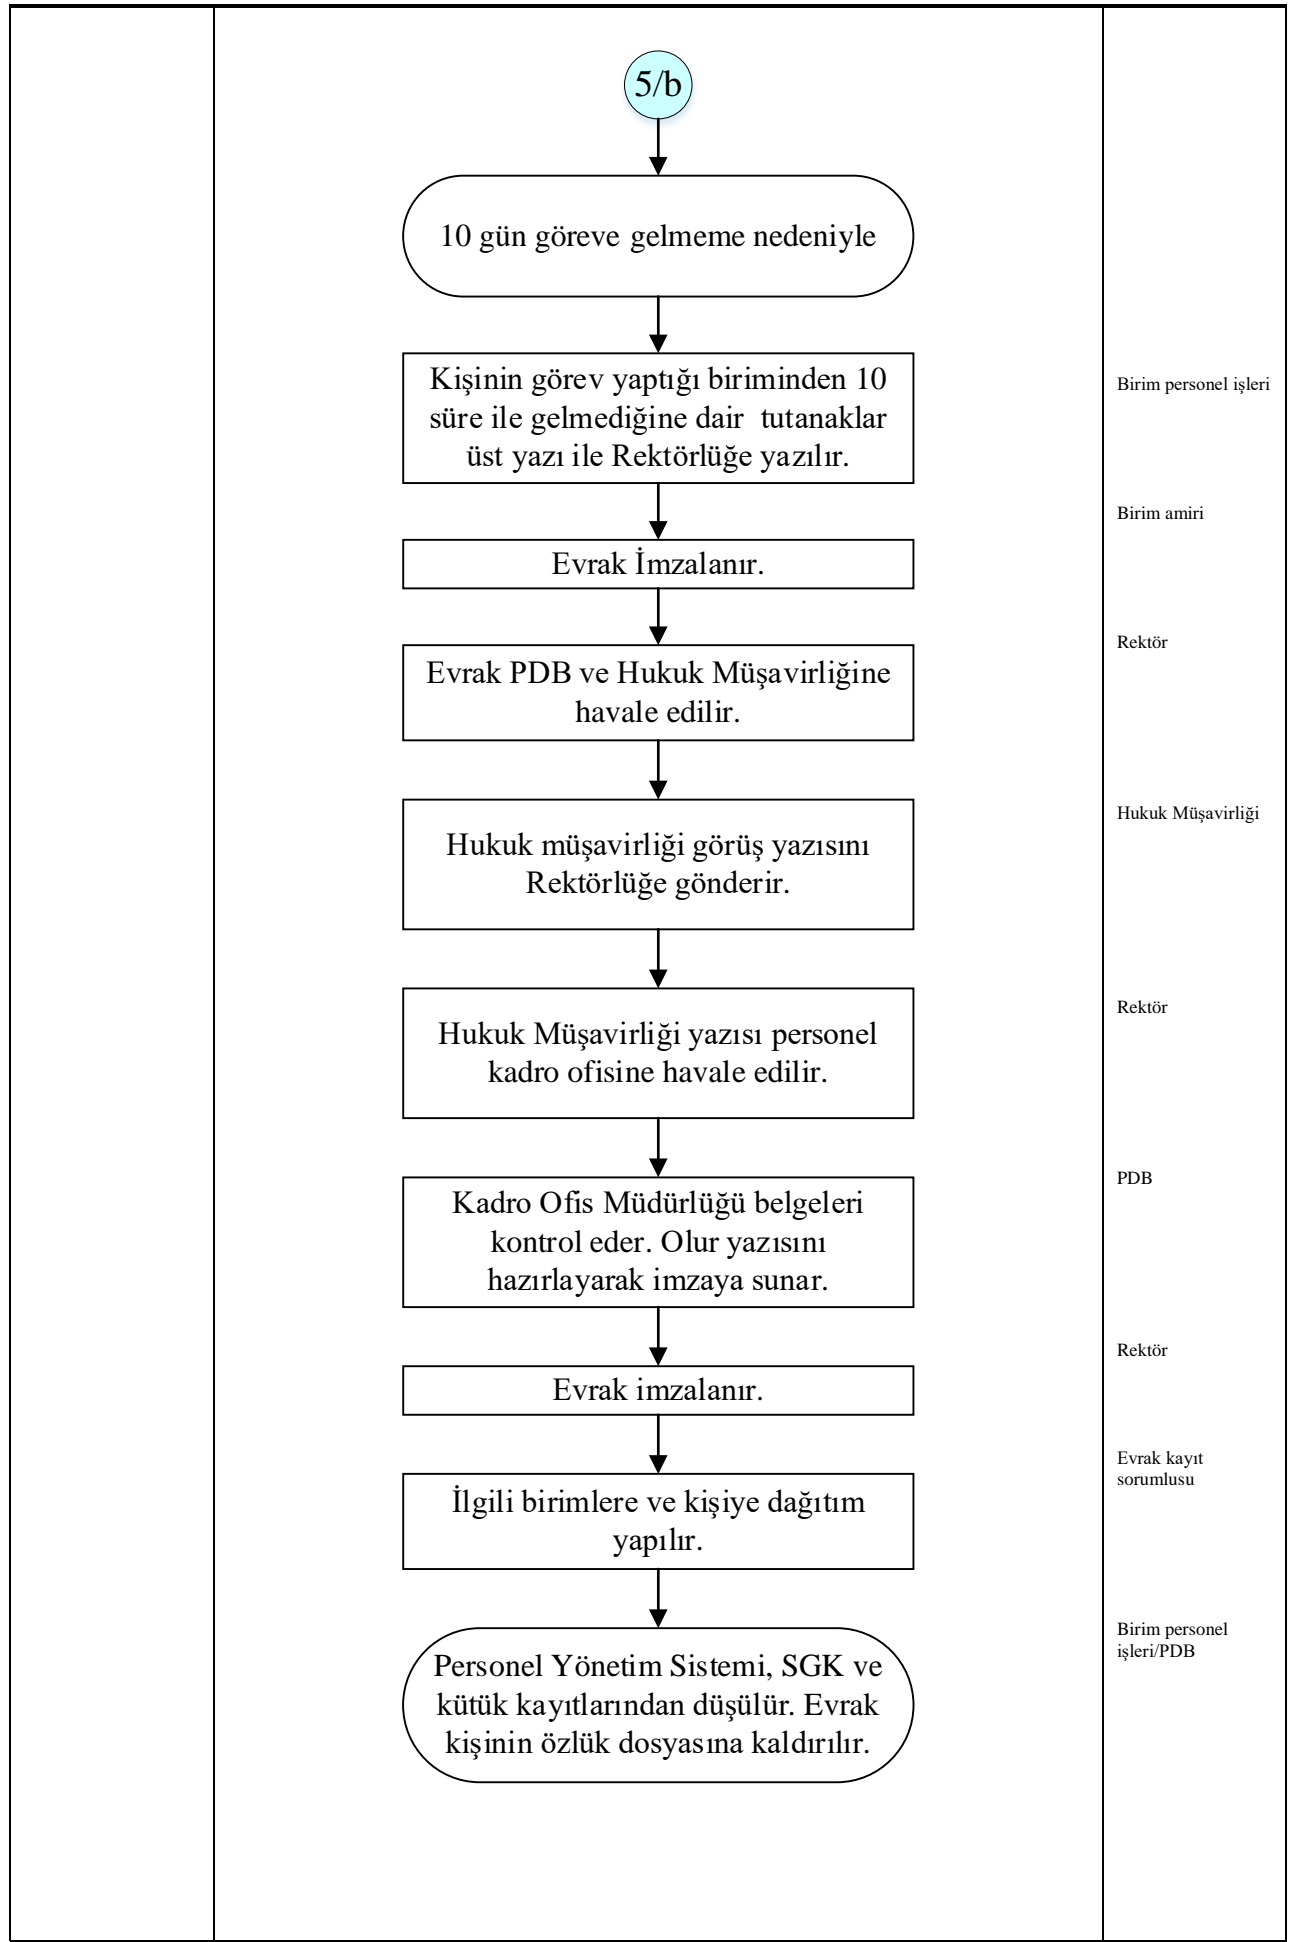 5/b
10 gün göreve gelmeme nedeniyle
Kişinin görev yaptığı biriminden 10
süre ile gelmediğine dair  tutanaklar
üst yazı ile Rektörlüğe yazılır.
Birim personel işleri
Evrak İmzalanır.
Birim amiri
Evrak PDB ve Hukuk Müşavirliğine
havale edilir.
Rektör
Hukuk müşavirliği görüş yazısını
Rektörlüğe gönderir.
Hukuk Müşavirliği
Hukuk Müşavirliği yazısı personel
kadro ofisine havale edilir.
Rektör
Kadro Ofis Müdürlüğü belgeleri
kontrol eder. Olur yazısını
hazırlayarak imzaya sunar.
PDB
Evrak imzalanır.
Rektör
İlgili birimlere ve kişiye dağıtım
yapılır.
Evrak kayıt
sorumlusu
Personel Yönetim Sistemi, SGK ve
kütük kayıtlarından düşülür. Evrak
kişinin özlük dosyasına kaldırılır.
Birim personel
işleri/PDB